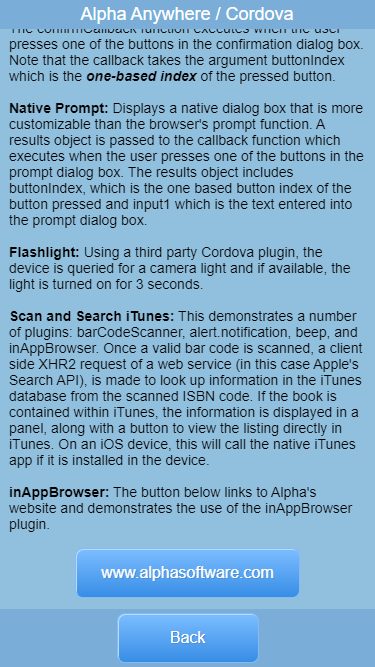 Alpha Anywhere / Cordova
The confirmCallback function executes when the user
presses one of the buttons in the confirmation dialog box.
Note that the callback takes the argument buttonIndex
which is the one-based index of the pressed button.
Native Prompt: Displays a native dialog box that is more
customizable than the browser's prompt function. A
results object is passed to the callback function which
executes when the user presses one of the buttons in the
prompt dialog box. The results object includes
buttonIndex, which is the one based button index of the
button pressed and input1 which is the text entered into
the prompt dialog box.
Flashlight: Using a third party Cordova plugin, the
device is queried for a camera light and if available, the
light is turned on for 3 seconds.
Scan and Search iTunes: This demonstrates a number
of plugins: barCodeScanner, alert.notification, beep, and
inAppBrowser. Once a valid bar code is scanned, a client
side XHR2 request of a web service (in this case Apple's
Search API), is made to look up information in the iTunes
database from the scanned ISBN code. If the book is
contained within iTunes, the information is displayed in a
panel, along with a button to view the listing directly in
iTunes. On an iOS device, this will call the native iTunes
app if it is installed in the device.
inAppBrowser: The button below links to Alpha's
website and demonstrates the use of the inAppBrowser
plugin.
www.alphasoftware.com
Back